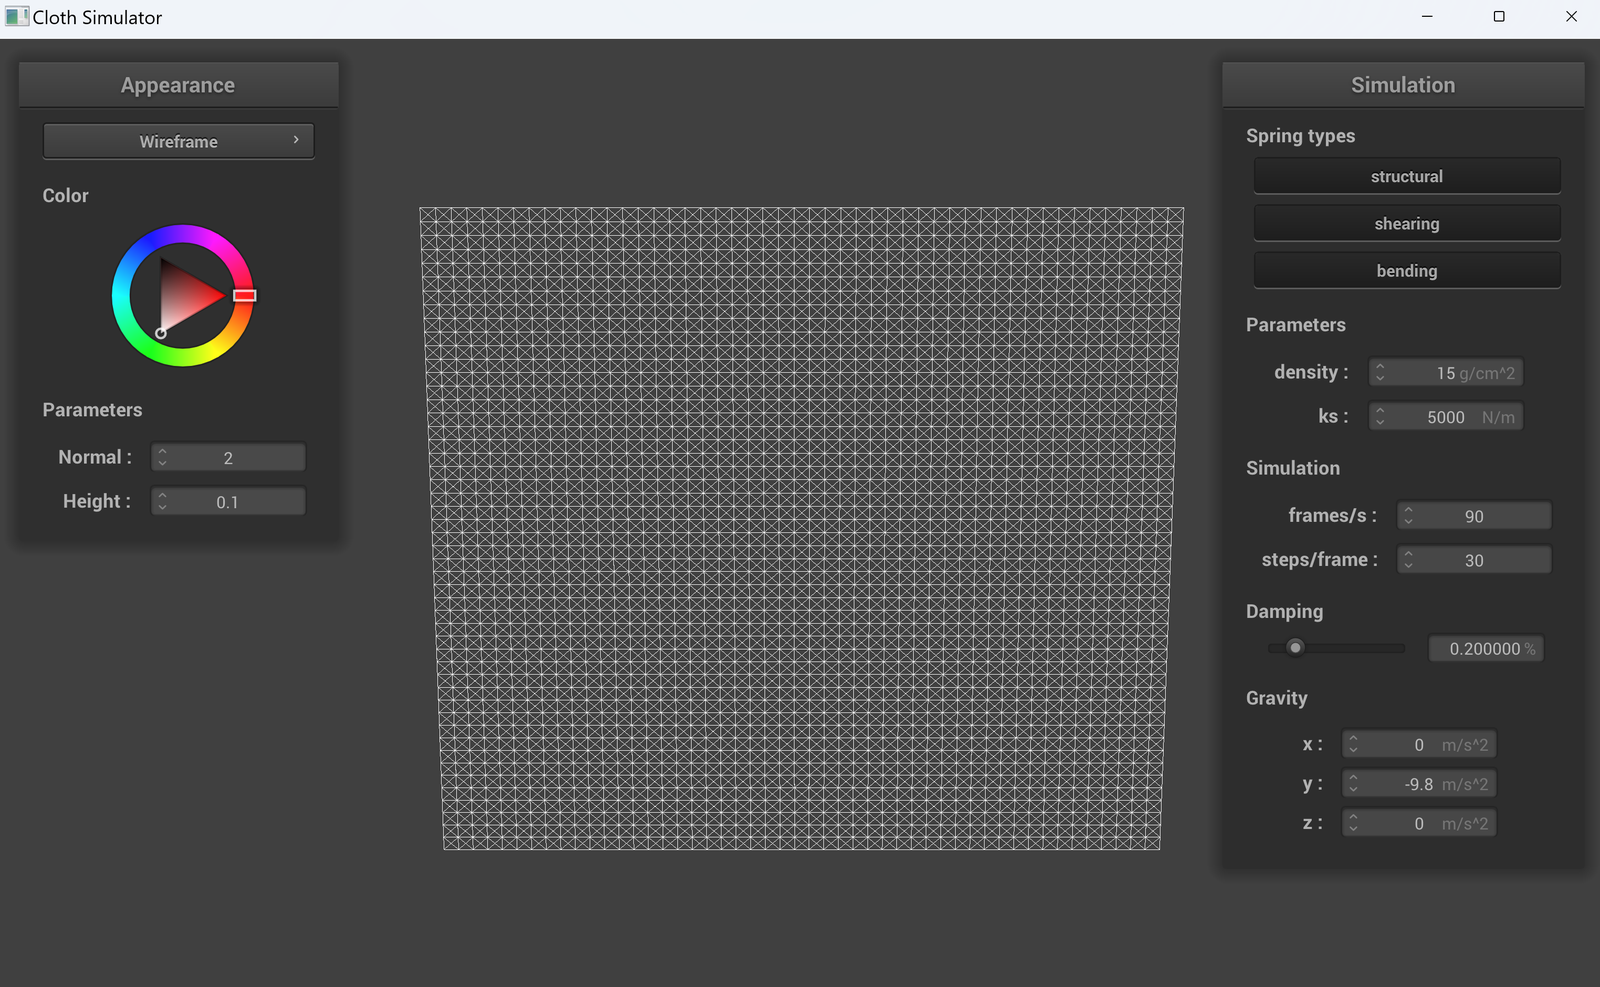 Cloth Simulator
Appearance
Wireframe
Color
Parameters
Normal : 2
Height : 0.1
Simulation
Spring types
structural
shearing
bending
Parameters
density : 15 g/cm^2
ks : 5000 N/m
Simulation
frames/s : 90
steps/frame : 30
Damping
0.200000 %
Gravity
x : 0 m/s^2
y : -9.8 m/s^2
z : 0 m/s^2